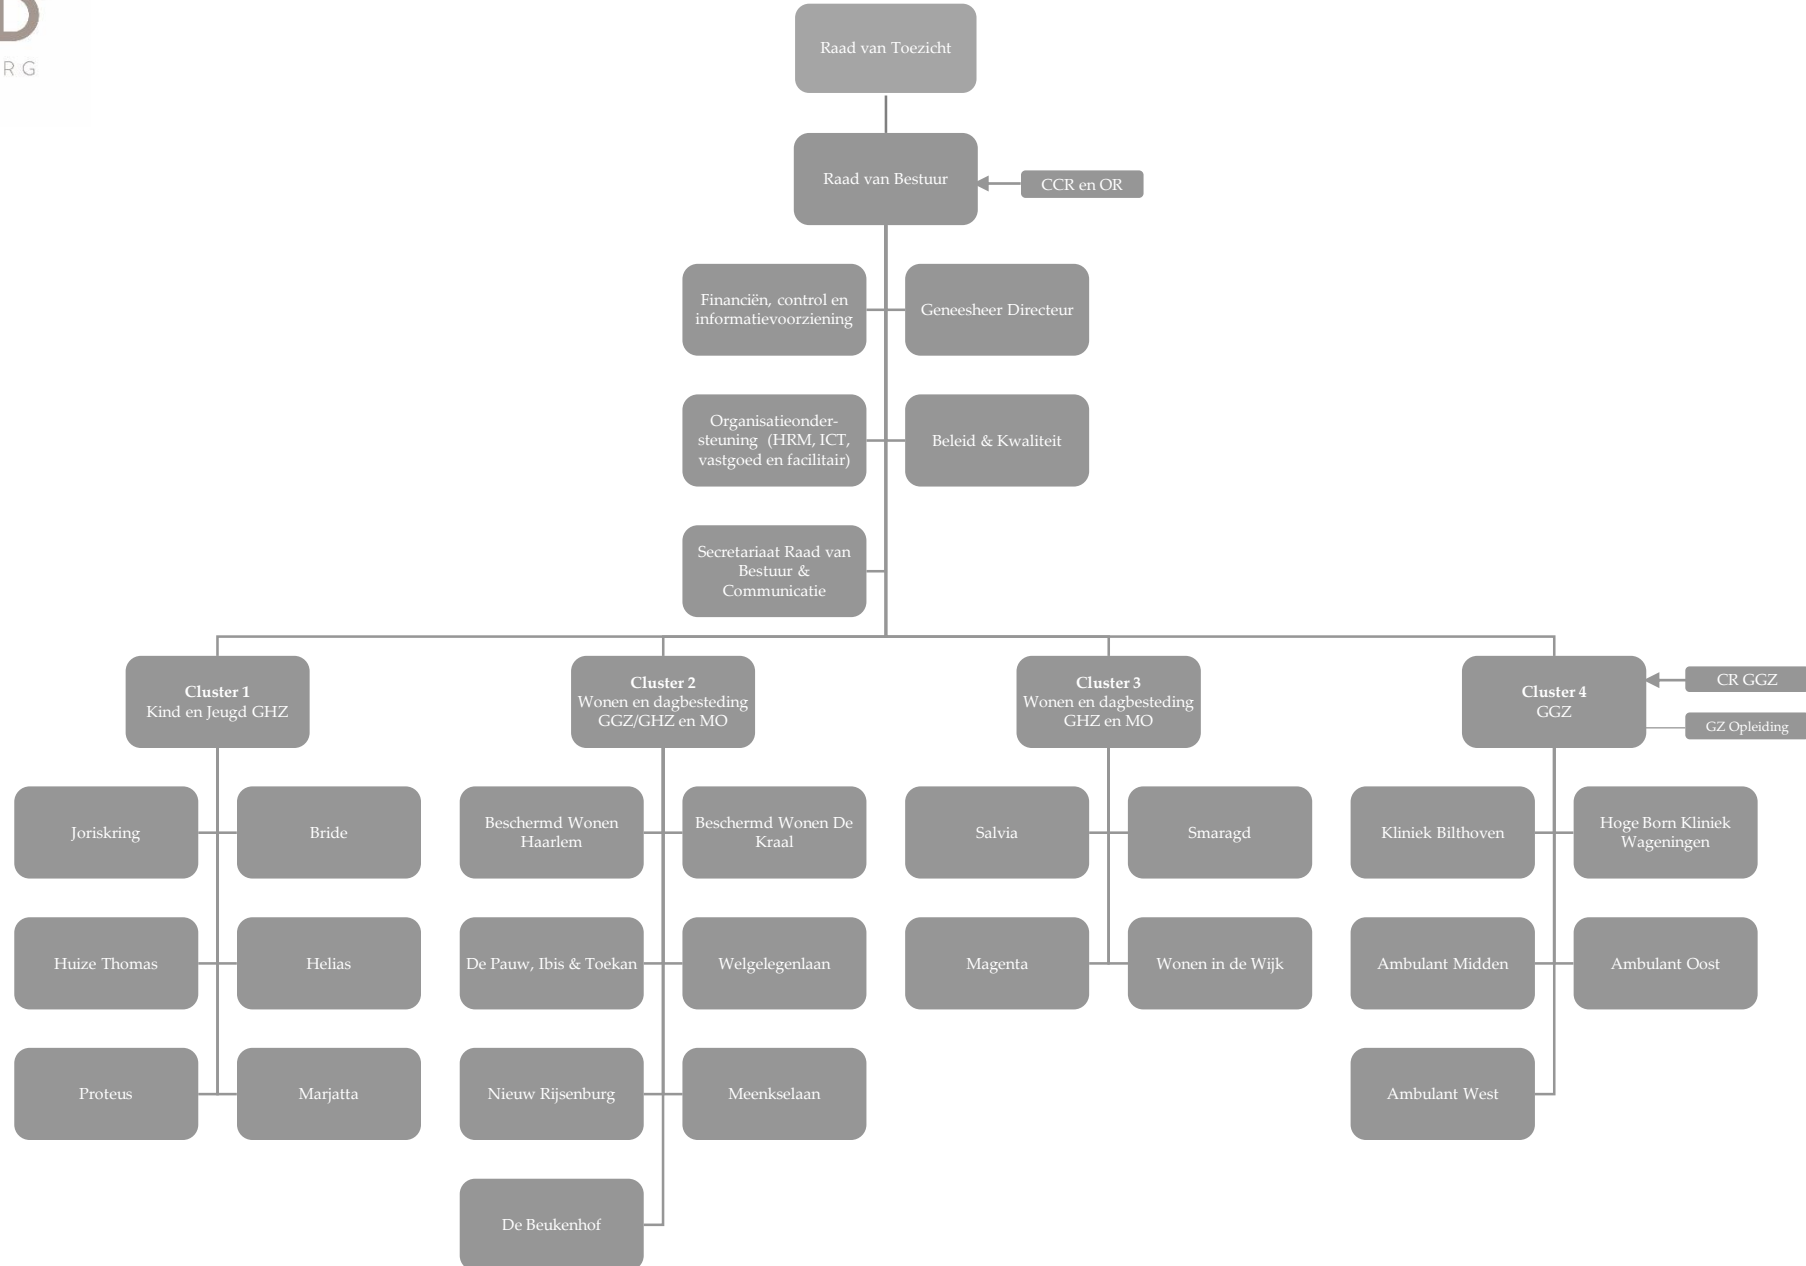 D
RG
Raad van Toezicht
Raad van Bestuur
CCR en OR
Financiën, control en
informatievoorziening
Geneesheer Directeur
Organisatieonder-
steuning (HRM, ICT,
vastgoed en facilitair)
Beleid & Kwaliteit
Secretariaat Raad van
Bestuur &
Communicatie
Cluster 1
Kind en Jeugd GHZ
Cluster 2
Wonen en dagbesteding
GGZ/GHZ en MO
Cluster 3
Wonen en dagbesteding
GHZ en MO
Cluster 4
GGZ
CR GGZ
GZ Opleiding
Joriskring
Bride
Beschermd Wonen
Haarlem
Beschermd Wonen De
Kraal
Salvia
Smaragd
Kliniek Bilthoven
Hoge Born Kliniek
Wageningen
Huize Thomas
Helias
De Pauw, Ibis & Toekan
Welgelegenlaan
Magenta
Wonen in de Wijk
Ambulant Midden
Ambulant Oost
Proteus
Marjatta
Nieuw Rijsenburg
Meenkselaan
Ambulant West
De Beukenhof